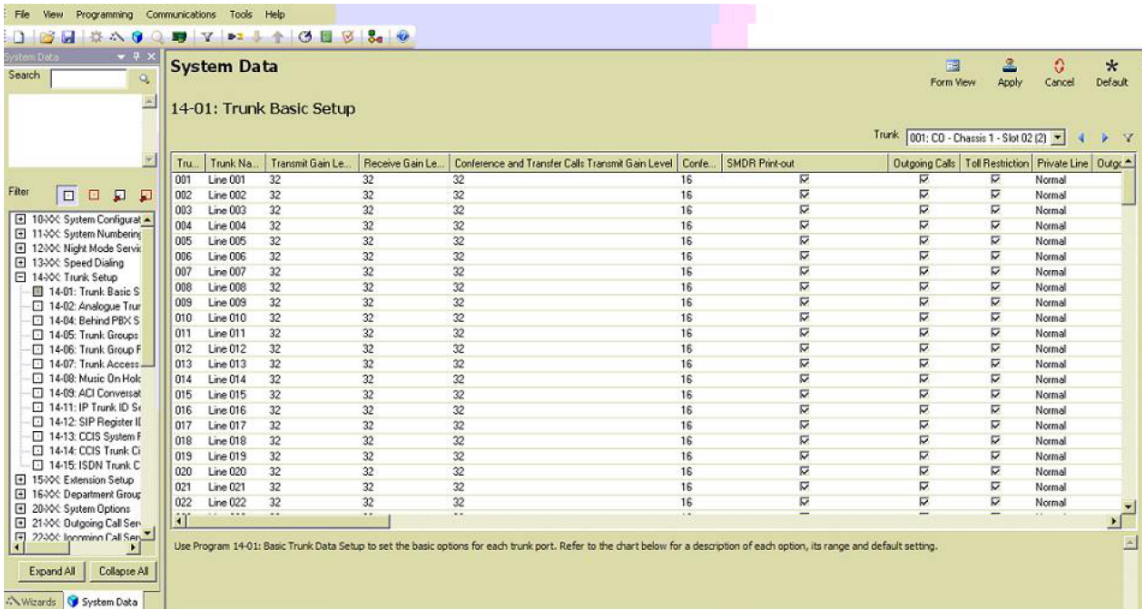 File View Programming Communications Tools Help
System Data
Search
Filter
10-XX: System Configurat
11-XX: System Numbering
12-XX: Night Mode Servic
13-XX: Speed Dialing
14-XX: Trunk Setup
14-01: Trunk Basic S
14-02: Analogue Trun
14-04: Behind PBX S
14-05: Trunk Groups
14-06: Trunk Group F
14-07: Trunk Access
14-08: Music On Hold
14-09: ACI Conversat
14-11: IP Trunk ID Se
14-12: SIP Register ID
14-13: CCIS System F
14-14: CCIS Trunk Ci
14-15: ISDN Trunk C
15-XX: Extension Setup
16-XX: Department Group
20-XX: System Options
21-XX: Outgoing Call Serv
22-XX: Incoming Call Serv
Expand All Collapse All
Wizards System Data
System Data
Form View Apply Cancel Default
14-01: Trunk Basic Setup
Trunk 001: CO - Chassis 1 - Slot 02 (2)
Tru... Trunk Na... Transmit Gain Le... Receive Gain Le... Conference and Transfer Calls Transmit Gain Level Confe... SMDR Print-out Outgoing Calls Toll Restriction Private Line Outgo
001 Line 001 32 32 32 16 Normal
002 Line 002 32 32 32 16 Normal
003 Line 003 32 32 32 16 Normal
004 Line 004 32 32 32 16 Normal
005 Line 005 32 32 32 16 Normal
006 Line 006 32 32 32 16 Normal
007 Line 007 32 32 32 16 Normal
008 Line 008 32 32 32 16 Normal
009 Line 009 32 32 32 16 Normal
010 Line 010 32 32 32 16 Normal
011 Line 011 32 32 32 16 Normal
012 Line 012 32 32 32 16 Normal
013 Line 013 32 32 32 16 Normal
014 Line 014 32 32 32 16 Normal
015 Line 015 32 32 32 16 Normal
016 Line 016 32 32 32 16 Normal
017 Line 017 32 32 32 16 Normal
018 Line 018 32 32 32 16 Normal
019 Line 019 32 32 32 16 Normal
020 Line 020 32 32 32 16 Normal
021 Line 021 32 32 32 16 Normal
022 Line 022 32 32 32 16 Normal
Use Program 14-01: Basic Trunk Data Setup to set the basic options for each trunk port. Refer to the chart below for a description of each option, its range and default setting.